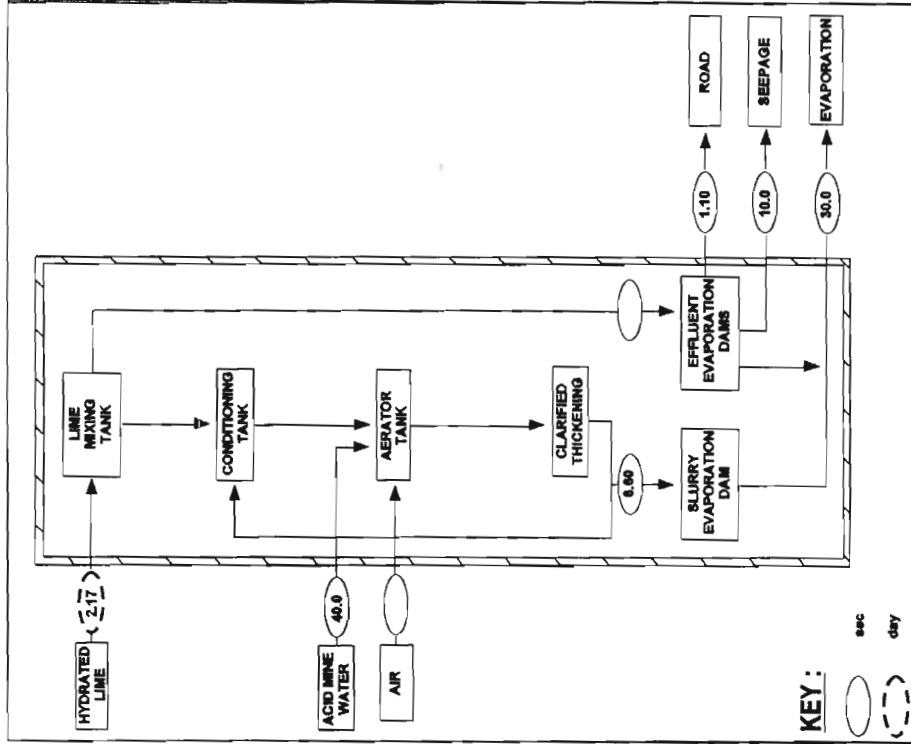 HYDRATED
LIME
2.17
LIME
MIXING
TANK
CONDITIONING
TANK
ACID MINE
WATER
40.0
AIR
AERATOR
TANK
CLARIFIED
THICKENING
6.60
SLURRY
EVAPORATION
DAM
EFFLUENT
EVAPORATION
DAMS
1.10
ROAD
10.0
SEEPAGE
30.0
EVAPORATION
KEY :
sec
day